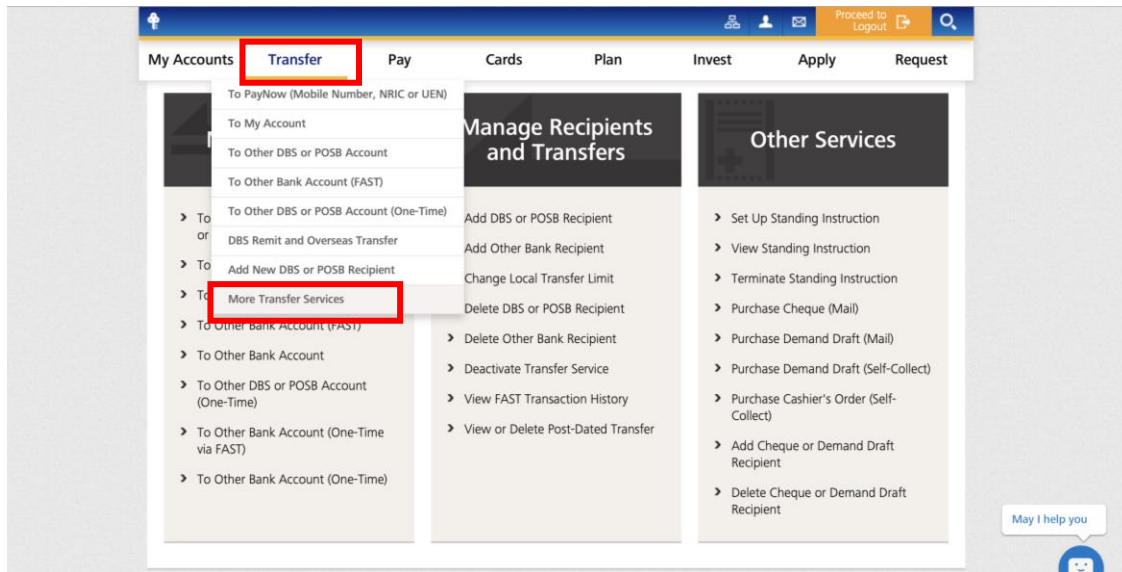 Proceed to
Logout
My Accounts Transfer Pay Cards Plan Invest Apply Request
To PayNow (Mobile Number, NRIC or UEN)
To My Account
To Other DBS or POSB Account
To Other Bank Account (FAST)
To Other DBS or POSB Account (One-Time)
DBS Remit and Overseas Transfer
Add New DBS or POSB Recipient
More Transfer Services
To
or
To
To
To Other Bank Account (FAST)
To Other Bank Account
To Other DBS or POSB Account
(One-Time)
To Other Bank Account (One-Time
via FAST)
To Other Bank Account (One-Time)
Manage Recipients
and Transfers
Add DBS or POSB Recipient
Add Other Bank Recipient
Change Local Transfer Limit
Delete DBS or POSB Recipient
Delete Other Bank Recipient
Deactivate Transfer Service
View FAST Transaction History
View or Delete Post-Dated Transfer
Other Services
Set Up Standing Instruction
View Standing Instruction
Terminate Standing Instruction
Purchase Cheque (Mail)
Purchase Demand Draft (Mail)
Purchase Demand Draft (Self-Collect)
Purchase Cashier's Order (Self-
Collect)
Add Cheque or Demand Draft
Recipient
Delete Cheque or Demand Draft
Recipient
May I help you